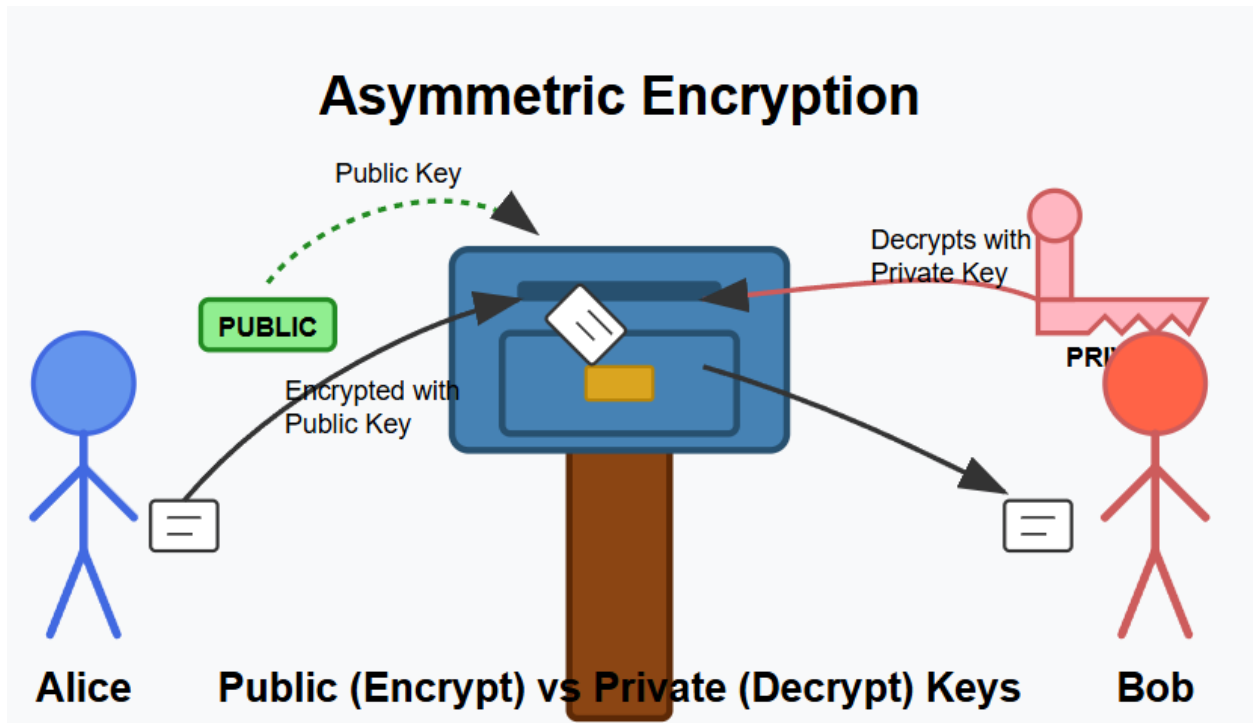 Asymmetric Encryption
Public Key
Decrypts with
Private Key
PUBLIC
PRI
Encrypted with
Public Key
Alice
Public (Encrypt) vs Private (Decrypt) Keys
Bob